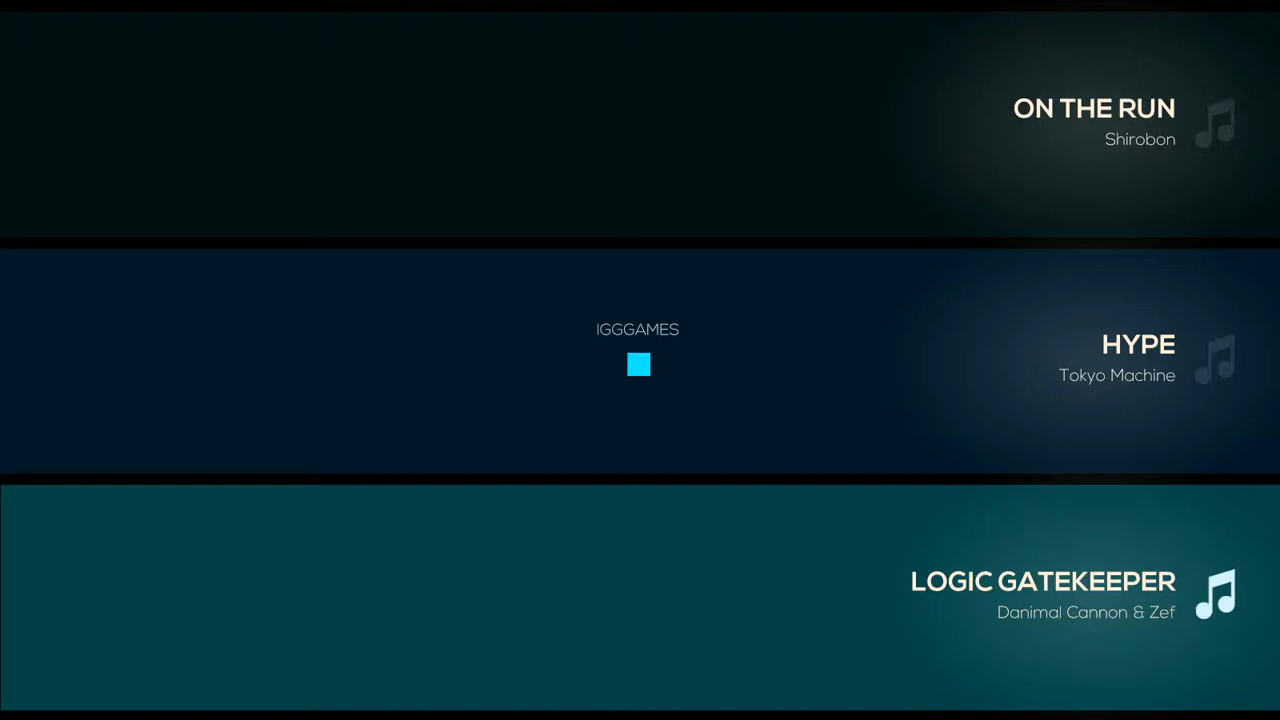 ON THE RUN
Shirobon
IGGGAMES
HYPE
Tokyo Machine
LOGIC GATEKEEPER
Danimal Cannon & Zef